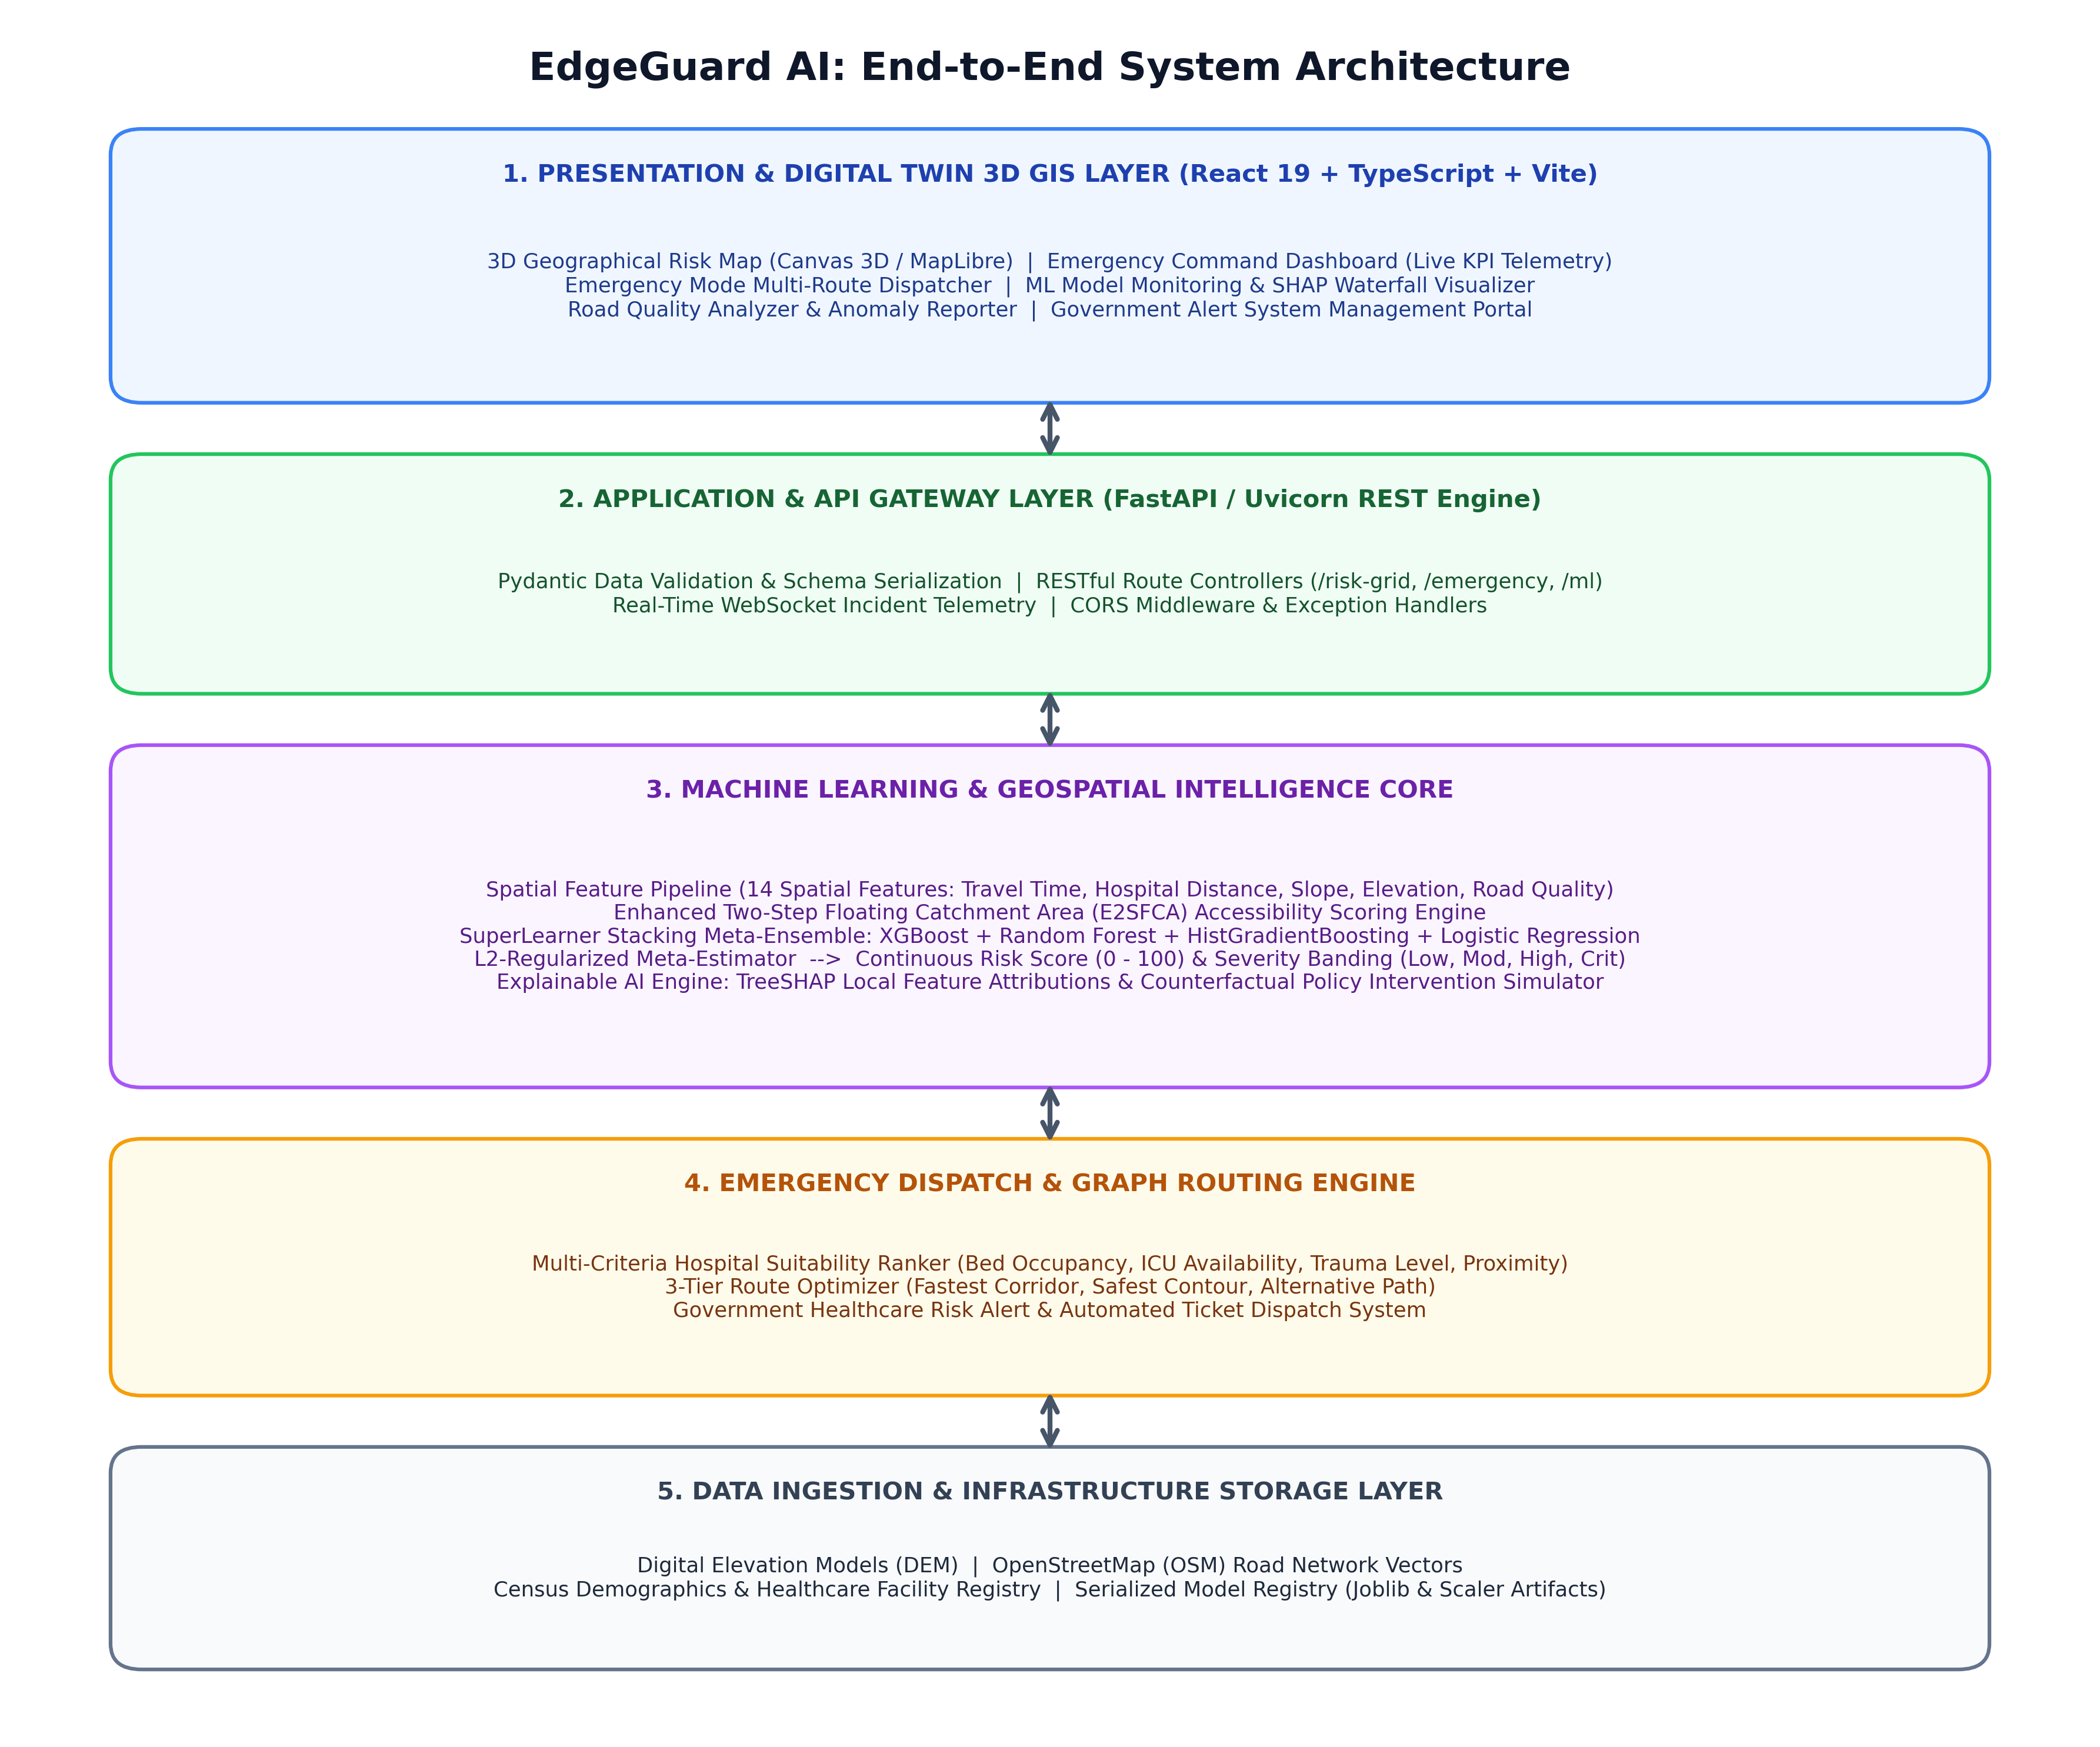 EdgeGuard AI: End-to-End System Architecture
1. PRESENTATION & DIGITAL TWIN 3D GIS LAYER (React 19 + TypeScript + Vite)
3D Geographical Risk Map (Canvas 3D / MapLibre)  |  Emergency Command Dashboard (Live KPI Telemetry)
Emergency Mode Multi-Route Dispatcher  |  ML Model Monitoring & SHAP Waterfall Visualizer
Road Quality Analyzer & Anomaly Reporter  |  Government Alert System Management Portal
2. APPLICATION & API GATEWAY LAYER (FastAPI / Uvicorn REST Engine)
Pydantic Data Validation & Schema Serialization  |  RESTful Route Controllers (/risk-grid, /emergency, /ml)
Real-Time WebSocket Incident Telemetry  |  CORS Middleware & Exception Handlers
3. MACHINE LEARNING & GEOSPATIAL INTELLIGENCE CORE
Spatial Feature Pipeline (14 Spatial Features: Travel Time, Hospital Distance, Slope, Elevation, Road Quality)
Enhanced Two-Step Floating Catchment Area (E2SFCA) Accessibility Scoring Engine
SuperLearner Stacking Meta-Ensemble: XGBoost + Random Forest + HistGradientBoosting + Logistic Regression
L2-Regularized Meta-Estimator  -->  Continuous Risk Score (0 - 100) & Severity Banding (Low, Mod, High, Crit)
Explainable AI Engine: TreeSHAP Local Feature Attributions & Counterfactual Policy Intervention Simulator
4. EMERGENCY DISPATCH & GRAPH ROUTING ENGINE
Multi-Criteria Hospital Suitability Ranker (Bed Occupancy, ICU Availability, Trauma Level, Proximity)
3-Tier Route Optimizer (Fastest Corridor, Safest Contour, Alternative Path)
Government Healthcare Risk Alert & Automated Ticket Dispatch System
5. DATA INGESTION & INFRASTRUCTURE STORAGE LAYER
Digital Elevation Models (DEM)  |  OpenStreetMap (OSM) Road Network Vectors
Census Demographics & Healthcare Facility Registry  |  Serialized Model Registry (Joblib & Scaler Artifacts)